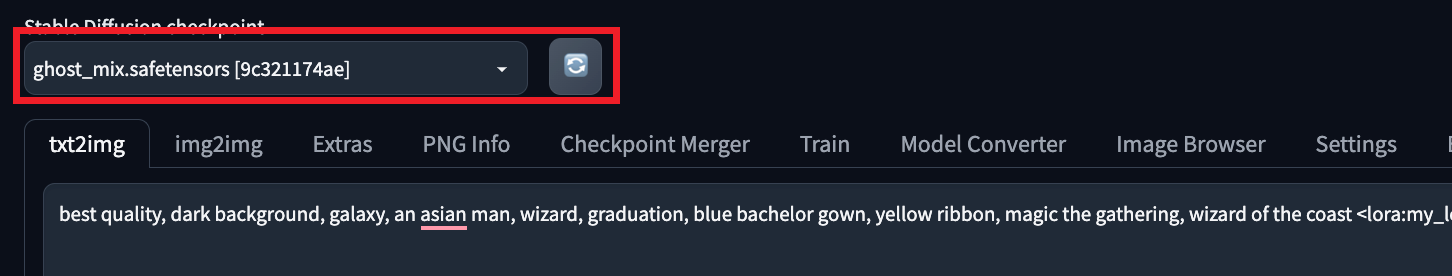 Stable Diffusion checkpoint
ghost_mix.safetensors [9c321174ae]
txt2img img2img Extras PNG Info Checkpoint Merger Train Model Converter Image Browser Settings
best quality, dark background, galaxy, an asian man, wizard, graduation, blue bachelor gown, yellow ribbon, magic the gathering, wizard of the coast <lora:my_l